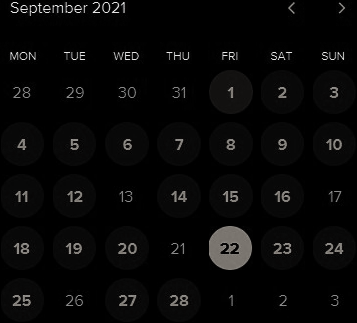 September 2021
MON TUE WED THU FRI SAT SUN
28 29 30 31 1 2 3
4 5 6 7 8 9 10
11 12 13 14 15 16 17
18 19 20 21 22 23 24
25 26 27 28 1 2 3